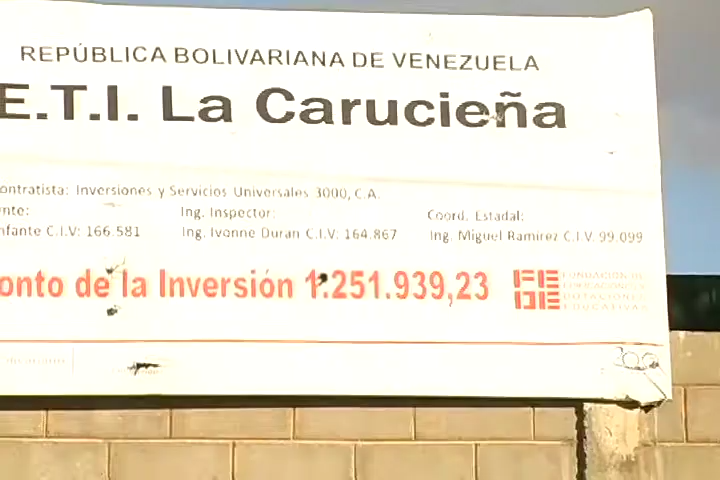 REPÚBLICA BOLIVARIANA DE VENEZUELA
E.T.I. La Carucieña
ontratista: Inversiones y Servicios Universales 3000, C.A.
nte: Ing. Inspector: Coord. Estadal:
nfante C.I.V: 166.581 Ing. Ivonne Duran C.I.V: 164.867 Ing. Miguel Ramirez C.I.V. 99.099
onto de la Inversión 1.251.939,23
FE
DE
FUNDACIÓN DE
EDIFICACIONES Y
DOTACIONES
EDUCATIVAS